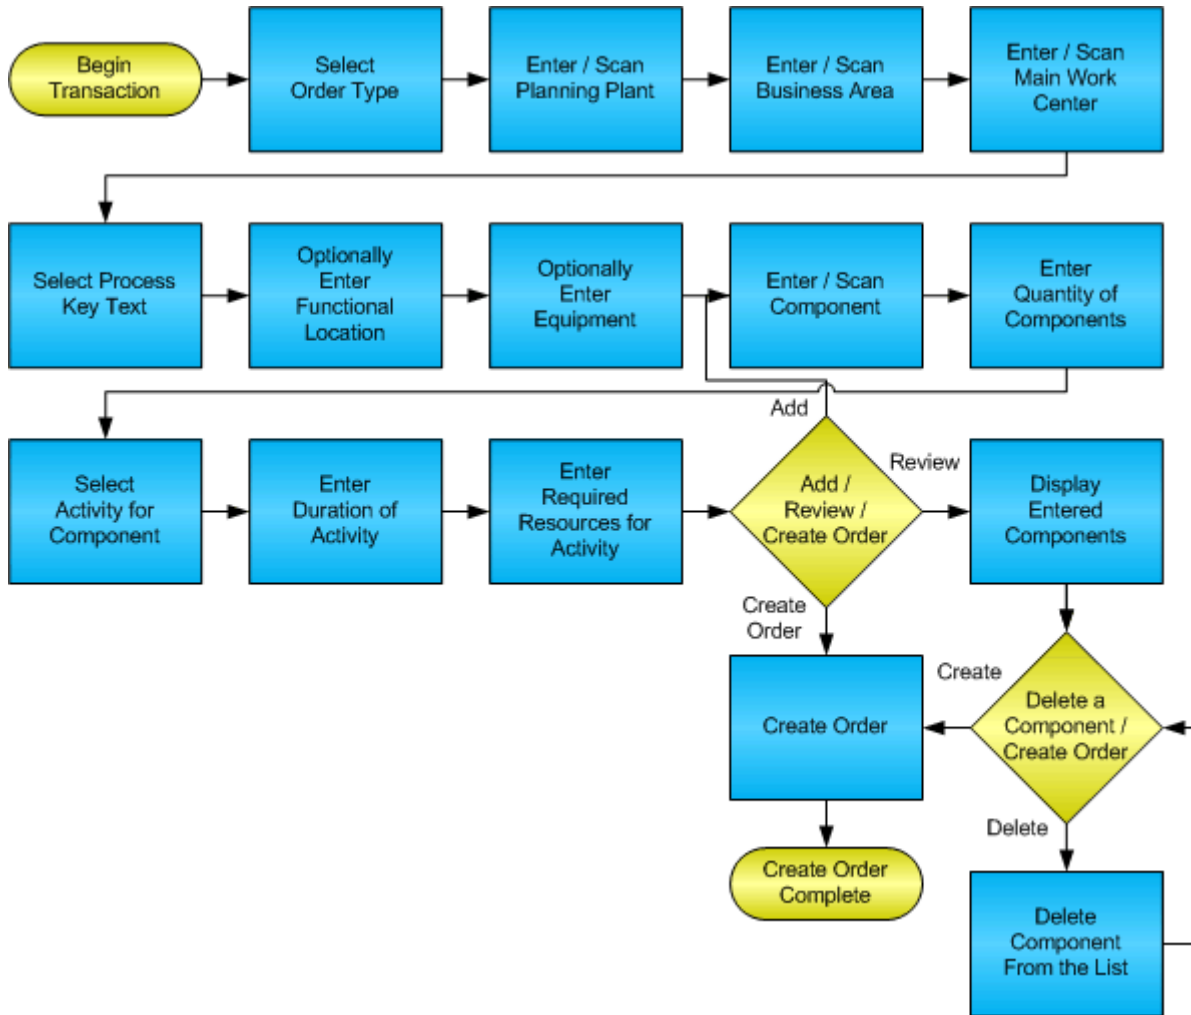 Begin
Transaction
Select
Order Type
Enter / Scan
Planning Plant
Enter / Scan
Business Area
Enter / Scan
Main Work
Center
Select Process
Key Text
Optionally
Enter
Functional
Location
Optionally
Enter
Equipment
Enter / Scan
Component
Enter
Quantity of
Components
Select
Activity for
Component
Enter
Duration of
Activity
Enter
Required
Resources for
Activity
Add
Add /
Review /
Create Order
Review
Display
Entered
Components
Create
Order
Create Order
Create
Delete a
Component /
Create Order
Delete
Create Order
Complete
Delete
Component
From the List